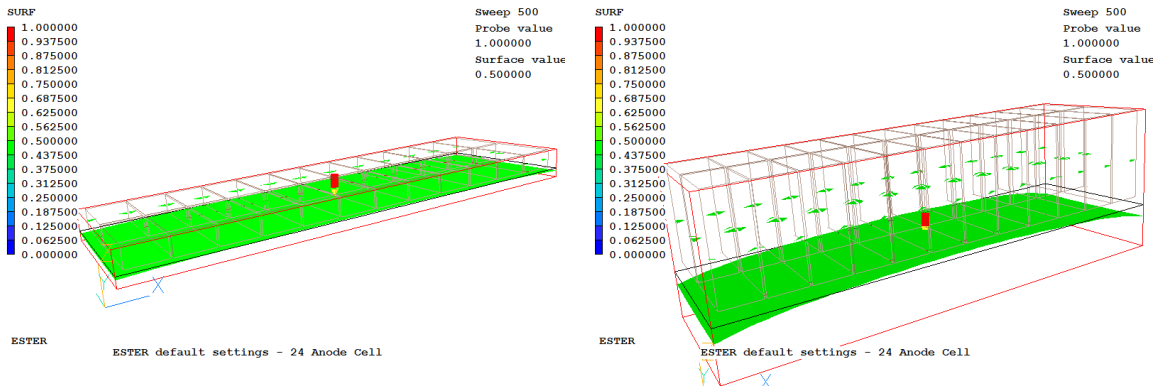 SURF
1.000000
0.937500
0.875000
0.812500
0.750000
0.687500
0.625000
0.562500
0.500000
0.437500
0.375000
0.312500
0.250000
0.187500
0.125000
0.062500
0.000000
Sweep 500
Probe value
1.000000
Surface value
0.500000
Y
X
ESTER
ESTER default settings - 24 Anode Cell
SURF
1.000000
0.937500
0.875000
0.812500
0.750000
0.687500
0.625000
0.562500
0.500000
0.437500
0.375000
0.312500
0.250000
0.187500
0.125000
0.062500
0.000000
Sweep 500
Probe value
1.000000
Surface value
0.500000
Y
X
ESTER
ESTER default settings - 24 Anode Cell